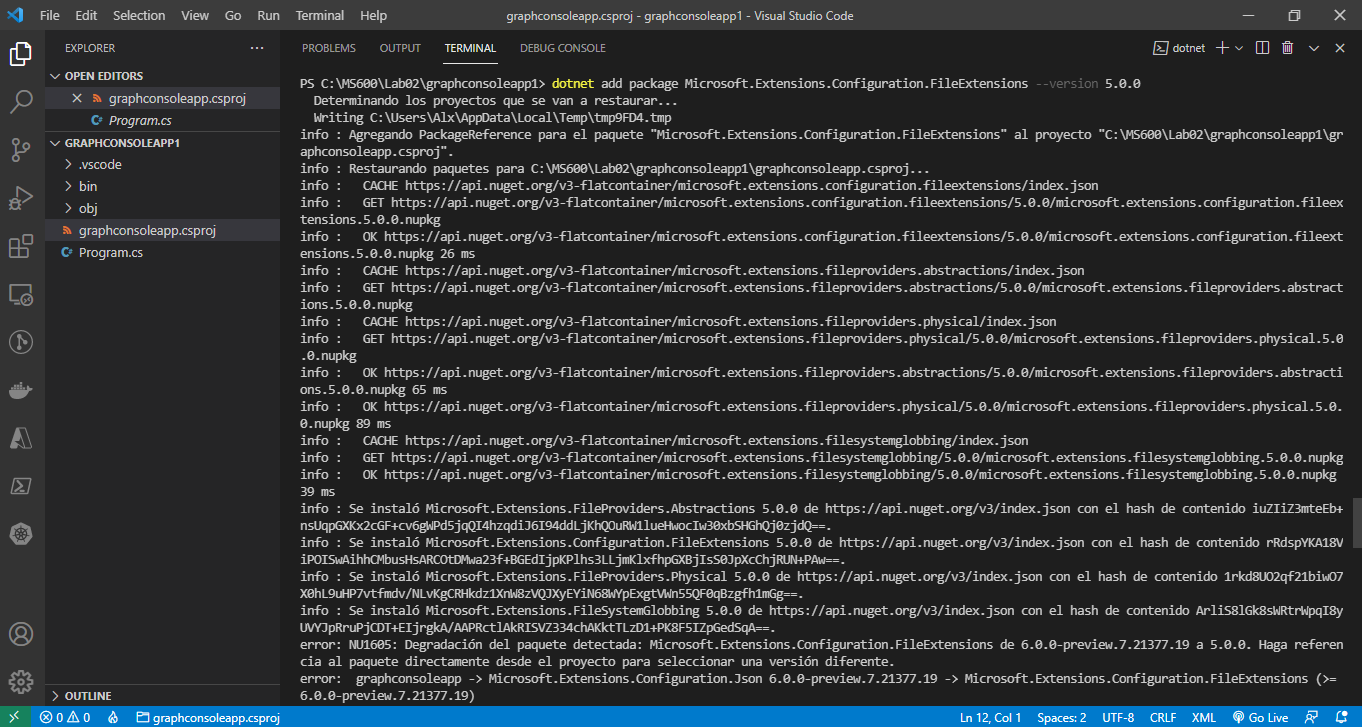 File Edit Selection View Go Run Terminal Help graphconsoleapp.csproj - graphconsoleapp1 - Visual Studio Code
EXPLORER
OPEN EDITORS
graphconsoleapp.csproj
Program.cs
GRAPHCONSOLEAPP1
.vscode
bin
obj
graphconsoleapp.csproj
Program.cs
OUTLINE
PROBLEMS OUTPUT TERMINAL DEBUG CONSOLE dotnet
PS C:\MS600\Lab02\graphconsoleapp1> dotnet add package Microsoft.Extensions.Configuration.FileExtensions --version 5.0.0
Determinando los proyectos que se van a restaurar...
Writing C:\Users\Alx\AppData\Local\Temp\tmp9FD4.tmp
info : Agregando PackageReference para el paquete "Microsoft.Extensions.Configuration.FileExtensions" al proyecto "C:\MS600\Lab02\graphconsoleapp1\gr
aphconsoleapp.csproj".
info : Restaurando paquetes para C:\MS600\Lab02\graphconsoleapp1\graphconsoleapp.csproj...
info :   CACHE https://api.nuget.org/v3-flatcontainer/microsoft.extensions.configuration.fileextensions/index.json
info :   GET https://api.nuget.org/v3-flatcontainer/microsoft.extensions.configuration.fileextensions/5.0.0/microsoft.extensions.configuration.fileex
tensions.5.0.0.nupkg
info :   OK https://api.nuget.org/v3-flatcontainer/microsoft.extensions.configuration.fileextensions/5.0.0/microsoft.extensions.configuration.fileext
ensions.5.0.0.nupkg 26 ms
info :   CACHE https://api.nuget.org/v3-flatcontainer/microsoft.extensions.fileproviders.abstractions/index.json
info :   GET https://api.nuget.org/v3-flatcontainer/microsoft.extensions.fileproviders.abstractions/5.0.0/microsoft.extensions.fileproviders.abstract
ions.5.0.0.nupkg
info :   CACHE https://api.nuget.org/v3-flatcontainer/microsoft.extensions.fileproviders.physical/index.json
info :   GET https://api.nuget.org/v3-flatcontainer/microsoft.extensions.fileproviders.physical/5.0.0/microsoft.extensions.fileproviders.physical.5.0
.0.nupkg
info :   OK https://api.nuget.org/v3-flatcontainer/microsoft.extensions.fileproviders.abstractions/5.0.0/microsoft.extensions.fileproviders.abstracti
ons.5.0.0.nupkg 65 ms
info :   OK https://api.nuget.org/v3-flatcontainer/microsoft.extensions.fileproviders.physical/5.0.0/microsoft.extensions.fileproviders.physical.5.0.
0.nupkg 89 ms
info :   CACHE https://api.nuget.org/v3-flatcontainer/microsoft.extensions.filesystemglobbing/index.json
info :   GET https://api.nuget.org/v3-flatcontainer/microsoft.extensions.filesystemglobbing/5.0.0/microsoft.extensions.filesystemglobbing.5.0.0.nupkg
info :   OK https://api.nuget.org/v3-flatcontainer/microsoft.extensions.filesystemglobbing/5.0.0/microsoft.extensions.filesystemglobbing.5.0.0.nupkg
39 ms
info : Se instaló Microsoft.Extensions.FileProviders.Abstractions 5.0.0 de https://api.nuget.org/v3/index.json con el hash de contenido iuZIiZ3mteEb+
nsUqpGXKx2cGF+cv6gWPd5jqQI4hzqdiJ6I94ddLjKhQOuRW1lueHwocIw30xbSHGhQj0zjdQ==.
info : Se instaló Microsoft.Extensions.Configuration.FileExtensions 5.0.0 de https://api.nuget.org/v3/index.json con el hash de contenido rRdspYKA18V
iPOISwAihhCMbusHsARCOtDMwa23f+BGEdIjpKPlhs3LLjmKlxfhpGXBjIsS0JpXcChjRUN+PAw==.
info : Se instaló Microsoft.Extensions.FileProviders.Physical 5.0.0 de https://api.nuget.org/v3/index.json con el hash de contenido 1rkd8UO2qf21biwO7
X0hL9uHP7vtfmdv/NLvKgCRHkdz1XnW8zVQJXyEYiN68WYpExgtVWn55QF0qBzgfh1mGg==.
info : Se instaló Microsoft.Extensions.FileSystemGlobbing 5.0.0 de https://api.nuget.org/v3/index.json con el hash de contenido ArliS8lGk8sWRtrWpqI8y
UVYJpRruPjCDT+EIjrgkA/AAPRctlAkRISVZ334chAKktTLzD1+PK8F5IZpGedSqA==.
error: NU1605: Degradación del paquete detectada: Microsoft.Extensions.Configuration.FileExtensions de 6.0.0-preview.7.21377.19 a 5.0.0. Haga referen
cia al paquete directamente desde el proyecto para seleccionar una versión diferente.
error:  graphconsoleapp -> Microsoft.Extensions.Configuration.Json 6.0.0-preview.7.21377.19 -> Microsoft.Extensions.Configuration.FileExtensions (>=
6.0.0-preview.7.21377.19)
0 0 graphconsoleapp.csproj Ln 12, Col 1 Spaces: 2 UTF-8 CRLF XML Go Live